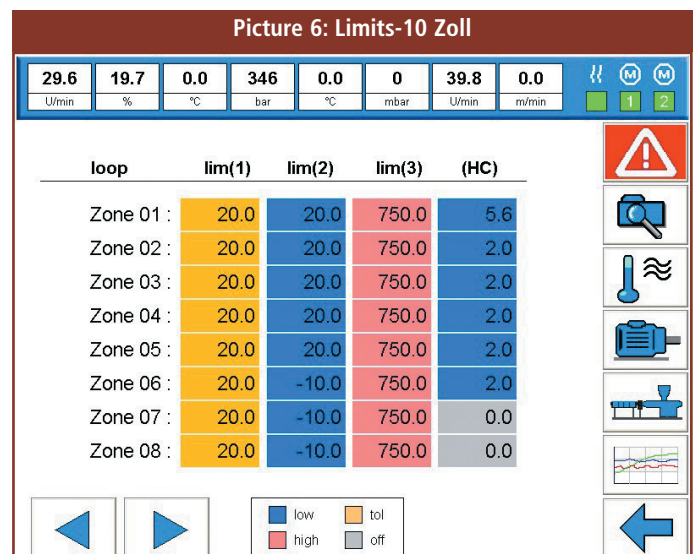 Picture 6: Limits-10 Zoll
29.6 19.7 0.0 346 0.0 0 39.8 0.0 M M
U/min % °C bar °C mbar U/min m/min 1 2
loop lim(1) lim(2) lim(3) (HC)
Zone 01 : 20.0 20.0 750.0 5.6
Zone 02 : 20.0 20.0 750.0 2.0
Zone 03 : 20.0 20.0 750.0 2.0
Zone 04 : 20.0 20.0 750.0 2.0
Zone 05 : 20.0 20.0 750.0 2.0
Zone 06 : 20.0 -10.0 750.0 2.0
Zone 07 : 20.0 -10.0 750.0 0.0
Zone 08 : 20.0 -10.0 750.0 0.0
low tol
high off